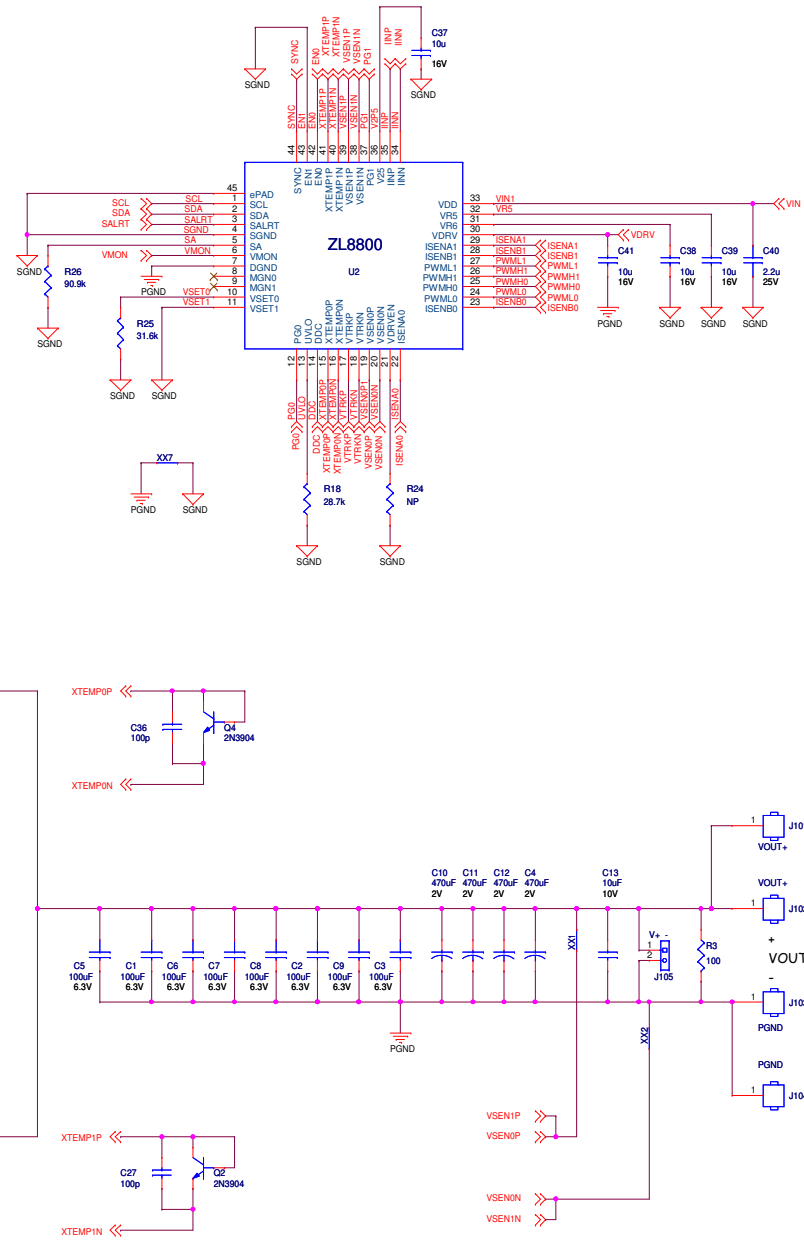 SYNC
EN0
XTEMP1P
XTEMP1N
VSEN1P
VSEN1N
PG1
IINP
IINN
C37
10u
16V
SGND
SGND
SYNC
EN1
EN0
XTEMP1P
XTEMP1N
VSEN1P
VSEN1N
PG1
V2P5
IINP
IINN
44
43
42
41
40
39
38
37
36
35
34
SYNC
EN1
EN0
XTEMP1P
XTEMP1N
VSEN1P
VSEN1N
PG1
V25
INP
INN
SCL
SDA
SALRT
VMON
SCL
SDA
SALRT
SGND
SA
VMON
VSET0
VSET1
45
1
2
3
4
5
6
7
8
9
10
11
ePAD
SCL
SDA
SALRT
SGND
SA
VMON
DGND
MGN0
MGN1
VSET0
VSET1
ZL8800
U2
VDD
VR5
VR6
VDRV
ISENA1
ISENB1
PWML1
PWMH1
PWMH0
PWML0
ISENB0
33
32
31
30
29
28
27
26
25
24
23
VIN1
VR5
VDRV
VIN
ISENA1
ISENB1
PWML1
PWMH1
PWMH0
PWML0
ISENB0
ISENA1
ISENB1
PWML1
PWMH1
PWMH0
PWML0
ISENB0
C41
10u
16V
C38
10u
16V
C39
10u
16V
C40
2.2u
25V
PGND
SGND
SGND
SGND
SGND
R26
90.9k
SGND
PGND
R25
31.6k
SGND
SGND
PG0
UVLO
DDC
XTEMP0P
XTEMP0N
VTRKP
VTRKN
VSEN0P
VSEN0N
VDRVEN
ISENA0
12
13
14
15
16
17
18
19
20
21
22
PG0
UVLO
DDC
XTEMP0P
XTEMP0N
VTRKP
VTRKN
VSEN0P1
VSEN0N
ISENA0
PG0
DDC
XTEMP0P
XTEMP0N
VTRKP
VTRKN
VSEN0P
VSEN0N
ISENA0
XX7
PGND
SGND
R18
28.7k
SGND
R24
NP
SGND
XTEMP0P
C36
100p
Q4
2N3904
XTEMP0N
1
J10
VOUT+
C10
470uF
2V
C11
470uF
2V
C12
470uF
2V
C4
470uF
2V
C13
10uF
10V
VOUT+
1
J10
C5
100uF
6.3V
C1
100uF
6.3V
C6
100uF
6.3V
C7
100uF
6.3V
C8
100uF
6.3V
C2
100uF
6.3V
C9
100uF
6.3V
C3
100uF
6.3V
XX1
V+ -
1
2
J105
R3
100
+
VOUT
-
1
J10
PGND
PGND
XX2
PGND
1
J10
XTEMP1P
C27
100p
Q2
2N3904
XTEMP1N
VSEN1P
VSEN0P
VSEN0N
VSEN1N